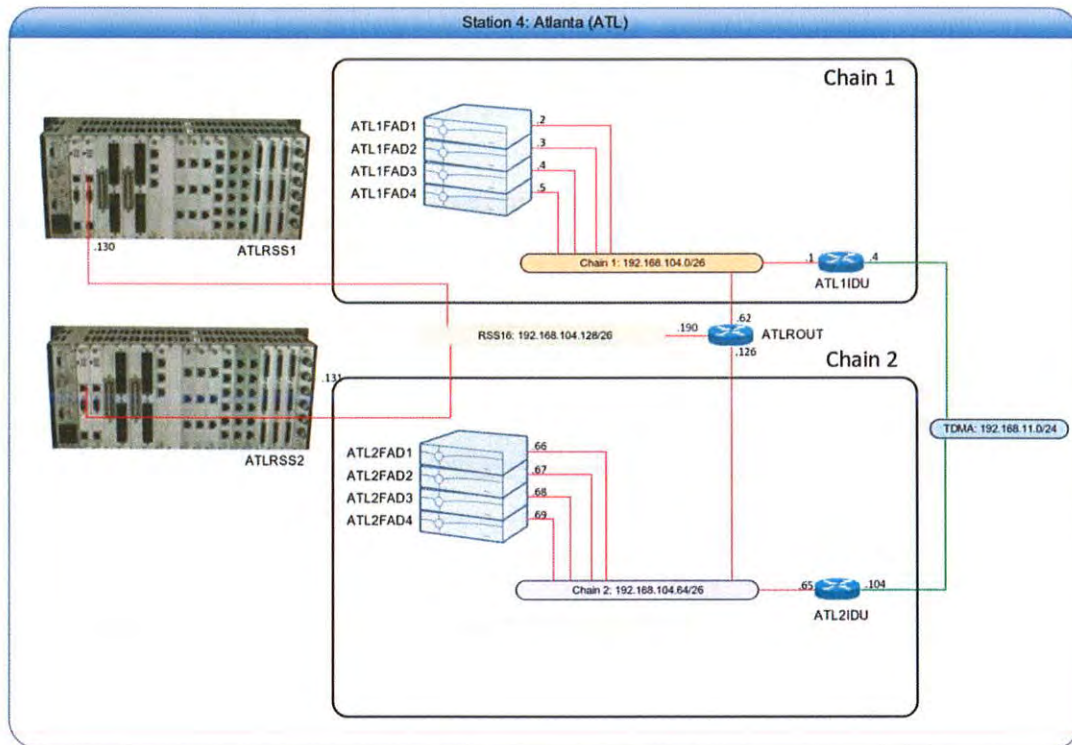 Station 4: Atlanta (ATL)
Chain 1
ATL1FAD1
.2
ATL1FAD2
.3
ATL1FAD3
.4
ATL1FAD4
.5
.130
ATLRSS1
Chain 1: 192.168.104.0/26
.1
.4
ATL1IDU
.62
RSS16: 192.168.104.128/26
.190
ATLROUT
.126
Chain 2
.131
ATLRSS2
TDMA: 192.168.11.0/24
ATL2FAD1
.66
ATL2FAD2
.67
ATL2FAD3
.68
ATL2FAD4
.69
Chain 2: 192.168.104.64/26
.65
.104
ATL2IDU